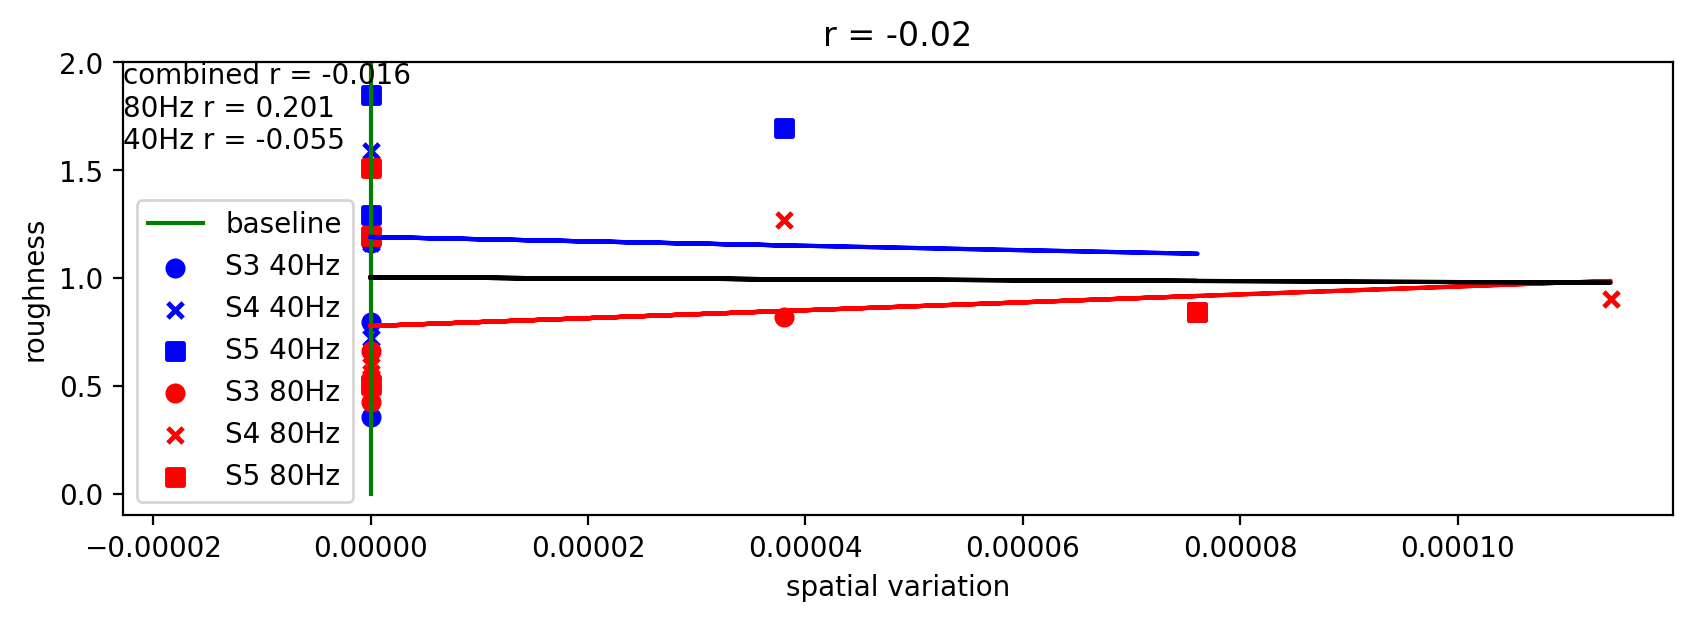 r = -0.02
combined r = -0.016
80Hz r = 0.201
40Hz r = -0.055
2.0
1.5
1.0
0.5
0.0
roughness
baseline
S3 40Hz
S4 40Hz
S5 40Hz
S3 80Hz
S4 80Hz
S5 80Hz
−0.00002 0.00000 0.00002 0.00004 0.00006 0.00008 0.00010
spatial variation